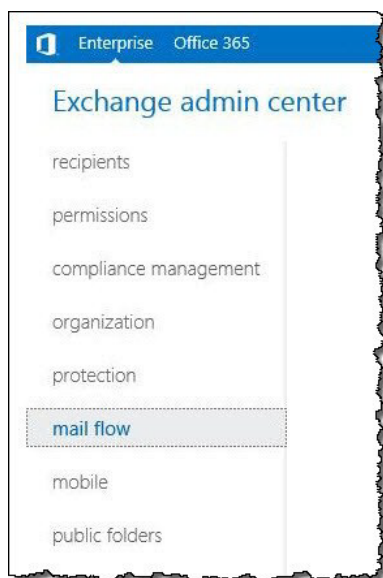 Enterprise Office 365
Exchange admin center
recipients
permissions
compliance management
organization
protection
mail flow
mobile
public folders